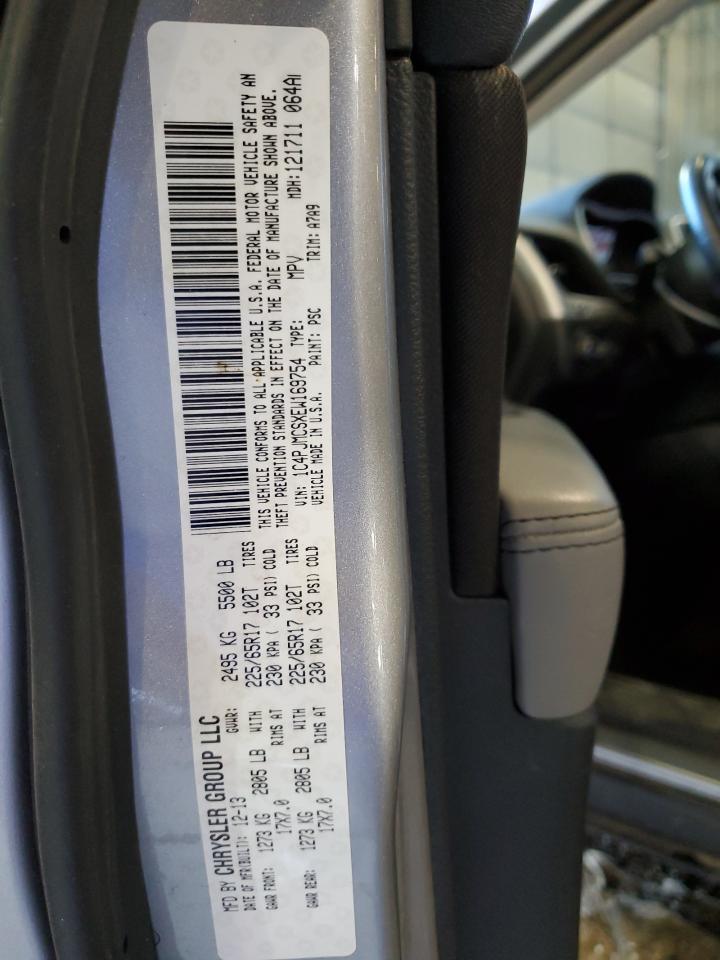 MFD BY CHRYSLER GROUP LLC
DATE OF MFR(BUILT): 12-13 GVWR: 2495 KG 5500 LB
GAWR FRONT: 1273 KG 2805 LB WITH 225/65R17 102T TIRES
17X7.0 RIMS AT 230 KPA ( 33 PSI) COLD
GAWR REAR: 1273 KG 2805 LB WITH 225/65R17 102T TIRES
17X7.0 RIMS AT 230 KPA ( 33 PSI) COLD
THIS VEHICLE CONFORMS TO ALL APPLICABLE U.S.A. FEDERAL MOTOR VEHICLE SAFETY AN
THEFT PREVENTION STANDARDS IN EFFECT ON THE DATE OF MANUFACTURE SHOWN ABOVE.
VIN: 1C4PJMCSXEW169754 TYPE: MPV MDH: 121711 064AI
VEHICLE MADE IN U.S.A. PAINT: PSC TRIM: A7A9